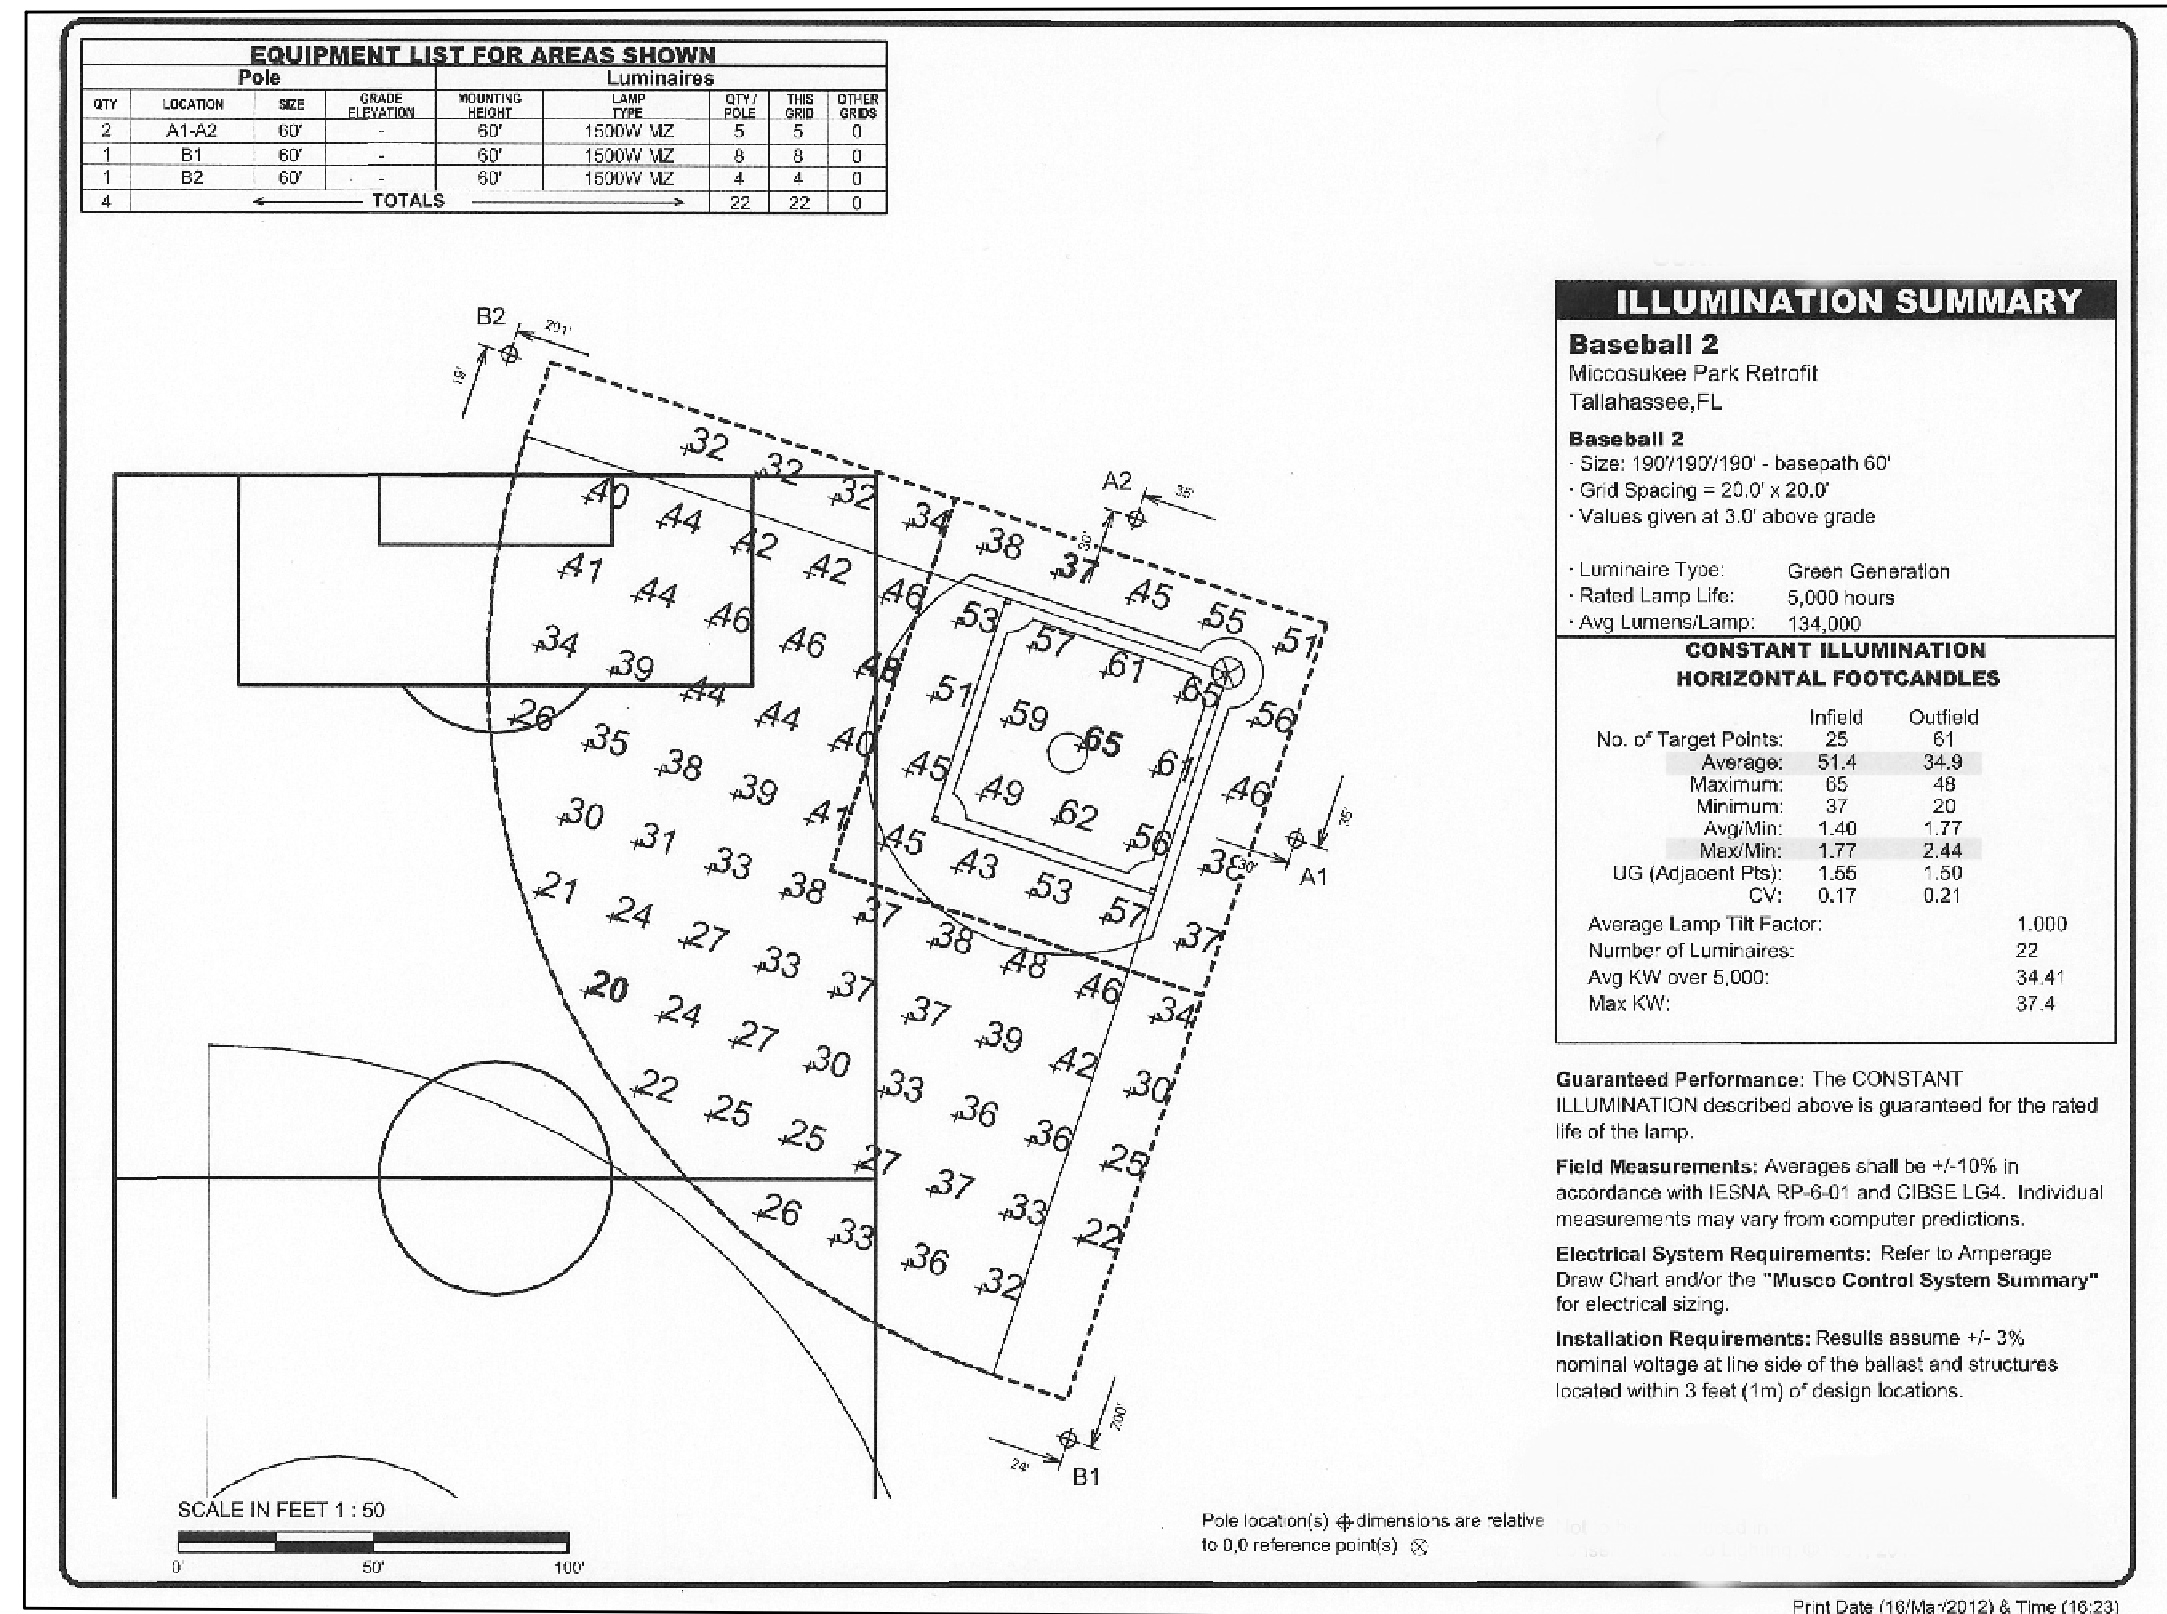 EQUIPMENT LIST FOR AREAS SHOWN
Pole Luminaires
QTY LOCATION SIZE GRADE ELEVATION MOUNTING HEIGHT LAMP TYPE QTY / POLE THIS GRID OTHER GRIDS
2 A1-A2 60' - 60' 1500W MZ 5 5 0
1 B1 60' - 60' 1500W MZ 8 8 0
1 B2 60' - 60' 1500W MZ 4 4 0
4 TOTALS 22 22 0
B2 201'
19'
A2 35'
30'
32 32 32 34 38 37 45 55 51
40 44 42 42 46 53 57 61 65 56
41 44 46 46 48 51 59 65 61 46
34 39 44 44 40 45 49 62 56 38
26 35 38 39 41 45 43 53 57 37
30 31 33 38 37 38 48 46 34
21 24 27 33 37 37 39 42 30
20 24 27 30 33 36 36 25
22 25 25 27 37 33 22
26 33 36 32
A1
B1
24'
200'
SCALE IN FEET 1 : 50
0' 50' 100'
Pole location(s) dimensions are relative
to 0,0 reference point(s)
ILLUMINATION SUMMARY
Baseball 2
Miccosukee Park Retrofit
Tallahassee,FL
Baseball 2
· Size: 190'/190'/190' - basepath 60'
· Grid Spacing = 20.0' x 20.0'
· Values given at 3.0' above grade
· Luminaire Type: Green Generation
· Rated Lamp Life: 5,000 hours
· Avg Lumens/Lamp: 134,000
CONSTANT ILLUMINATION
HORIZONTAL FOOTCANDLES
Infield Outfield
No. of Target Points: 25 61
Average: 51.4 34.9
Maximum: 65 48
Minimum: 37 20
Avg/Min: 1.40 1.77
Max/Min: 1.77 2.44
UG (Adjacent Pts): 1.55 1.50
CV: 0.17 0.21
Average Lamp Tilt Factor: 1.000
Number of Luminaires: 22
Avg KW over 5,000: 34.41
Max KW: 37.4
Guaranteed Performance: The CONSTANT
ILLUMINATION described above is guaranteed for the rated
life of the lamp.
Field Measurements: Averages shall be +/-10% in
accordance with IESNA RP-6-01 and CIBSE LG4. Individual
measurements may vary from computer predictions.
Electrical System Requirements: Refer to Amperage
Draw Chart and/or the "Musco Control System Summary"
for electrical sizing.
Installation Requirements: Results assume +/- 3%
nominal voltage at line side of the ballast and structures
located within 3 feet (1m) of design locations.
Print Date (16/Mar/2012) & Time (16:23)